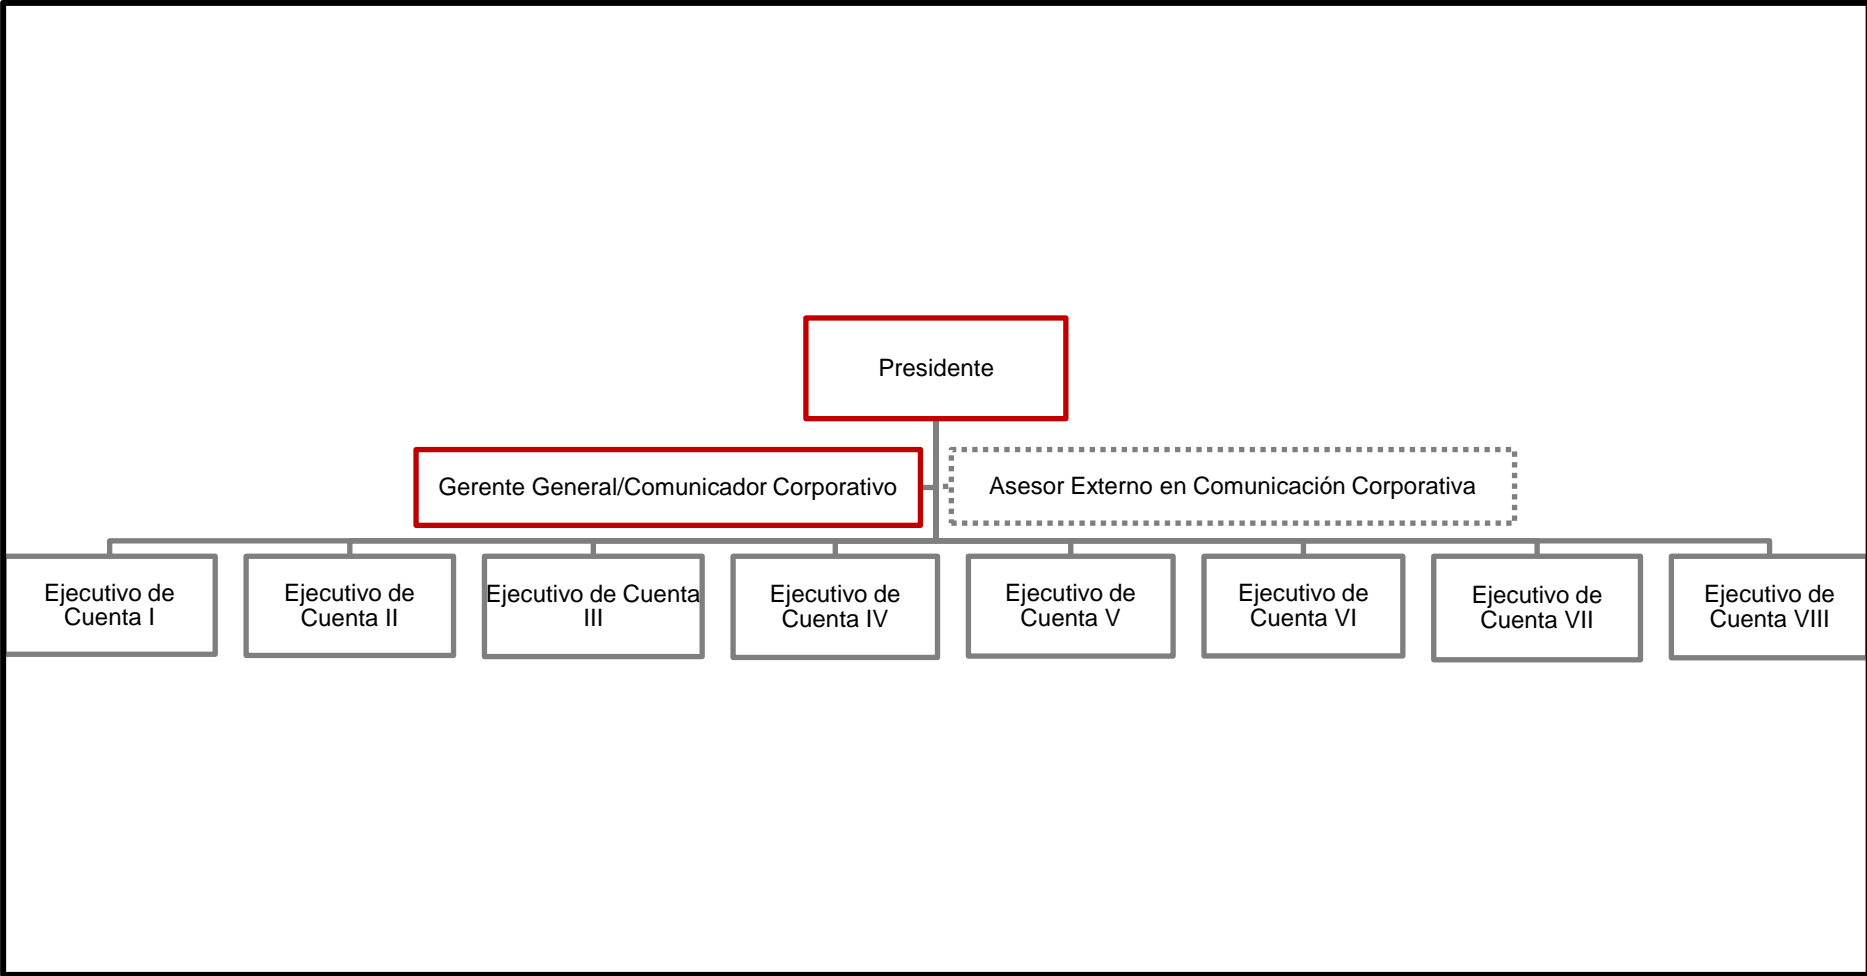 Presidente
Gerente General/Comunicador Corporativo
Asesor Externo en Comunicación Corporativa
Ejecutivo de
Cuenta I
Ejecutivo de
Cuenta II
Ejecutivo de Cuenta
III
Ejecutivo de
Cuenta IV
Ejecutivo de
Cuenta V
Ejecutivo de
Cuenta VI
Ejecutivo de
Cuenta VII
Ejecutivo de
Cuenta VIII